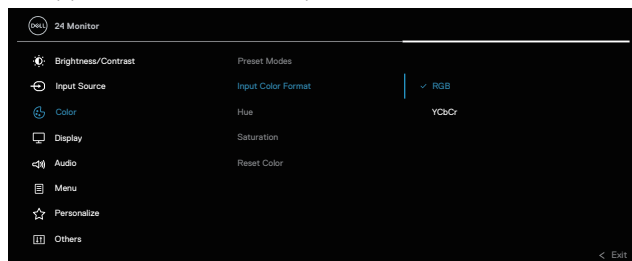 DELL 24 Monitor
Brightness/Contrast Preset Modes
Input Source Input Color Format ✓ RGB
Color Hue YCbCr
Display Saturation
Audio Reset Color
Menu
Personalize
Others
< Exit